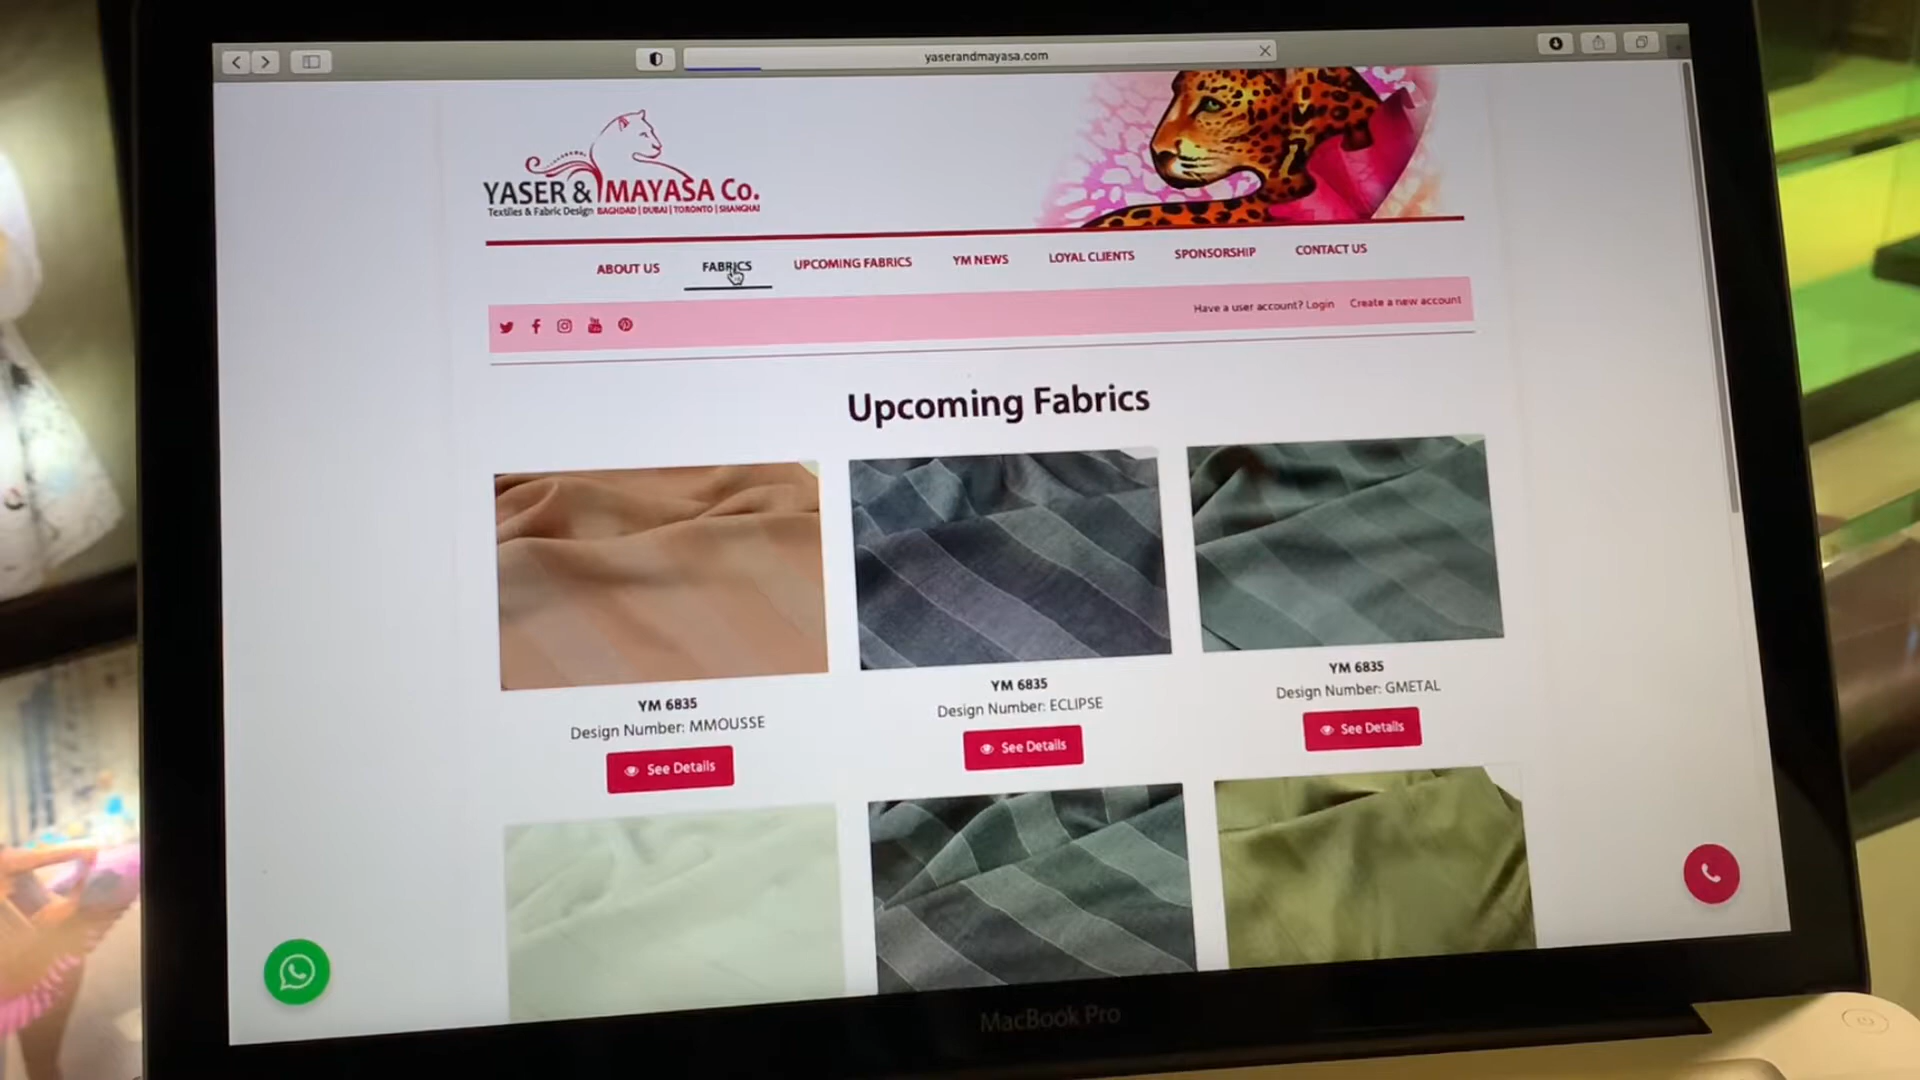 yaserandmayasa.com
YASER & MAYASA Co.
Textiles & Fabric Design BAGHDAD | DUBAI | TORONTO | SHANGHAI
ABOUT US FABRICS UPCOMING FABRICS YM NEWS LOYAL CLIENTS SPONSORSHIP CONTACT US
Have a user account? Login Create a new account
Upcoming Fabrics
YM 6835
Design Number: MMOUSSE
See Details
YM 6835
Design Number: ECLIPSE
See Details
YM 6835
Design Number: GMETAL
See Details
MacBook Pro